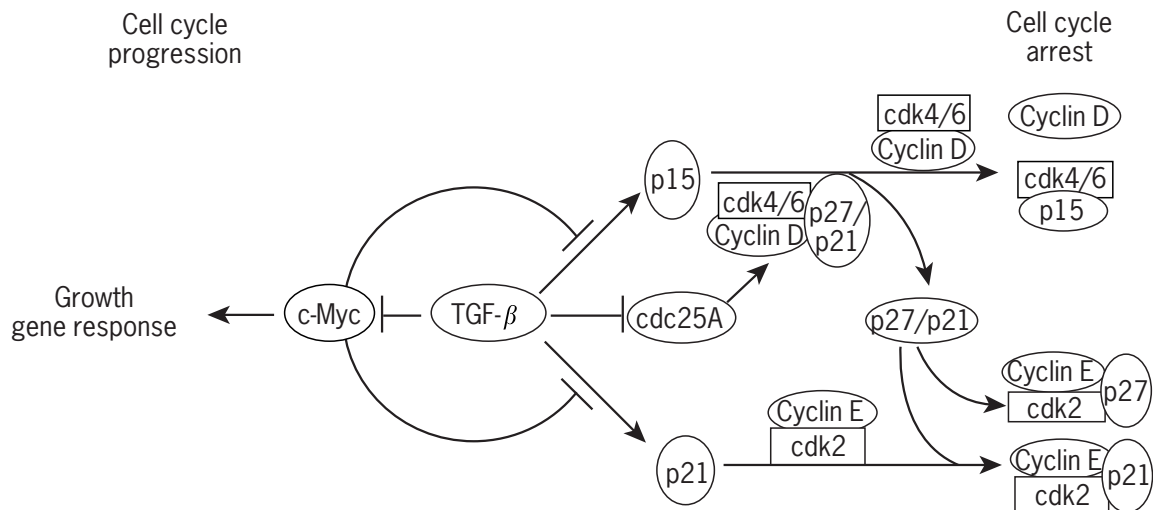 Cell cycle
progression
Cell cycle
arrest
cdk4/6
Cyclin D
Cyclin D
p15
cdk4/6
Cyclin D
p27/
p21
cdk4/6
p15
Growth
gene response
c-Myc
TGF-β
cdc25A
p27/p21
Cyclin E
cdk2
p27
Cyclin E
cdk2
p21
Cyclin E
cdk2
p21